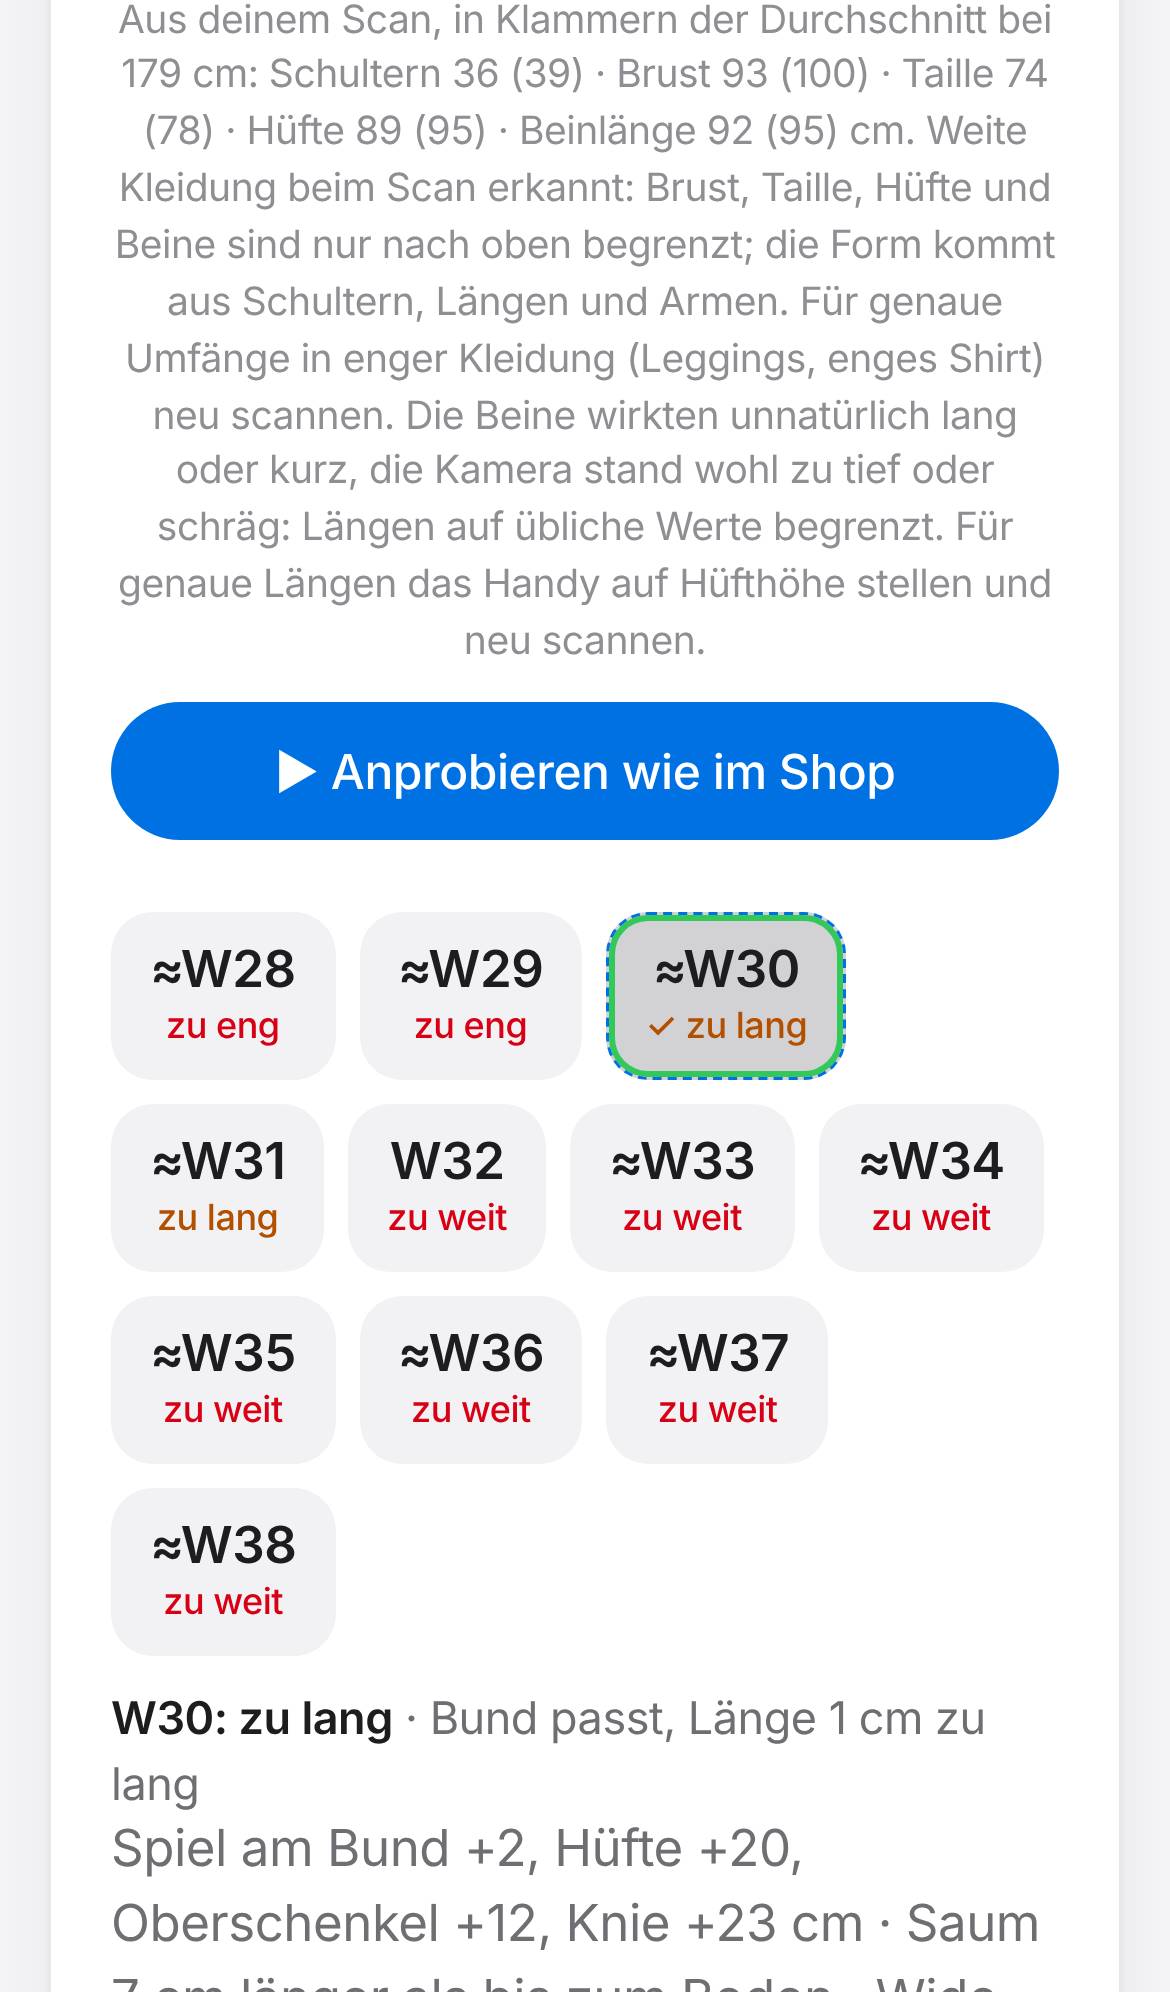 Aus deinem Scan, in Klammern der Durchschnitt bei
179 cm: Schultern 36 (39) · Brust 93 (100) · Taille 74
(78) · Hüfte 89 (95) · Beinlänge 92 (95) cm. Weite
Kleidung beim Scan erkannt: Brust, Taille, Hüfte und
Beine sind nur nach oben begrenzt; die Form kommt
aus Schultern, Längen und Armen. Für genaue
Umfänge in enger Kleidung (Leggings, enges Shirt)
neu scannen. Die Beine wirkten unnatürlich lang
oder kurz, die Kamera stand wohl zu tief oder
schräg: Längen auf übliche Werte begrenzt. Für
genaue Längen das Handy auf Hüfthöhe stellen und
neu scannen.
▶ Anprobieren wie im Shop
≈W28 ≈W29 ≈W30
zu eng zu eng ✓ zu lang
≈W31 W32 ≈W33 ≈W34
zu lang zu weit zu weit zu weit
≈W35 ≈W36 ≈W37
zu weit zu weit zu weit
≈W38
zu weit
W30: zu lang · Bund passt, Länge 1 cm zu
lang
Spiel am Bund +2, Hüfte +20,
Oberschenkel +12, Knie +23 cm · Saum
7 cm länger als bis zum Boden